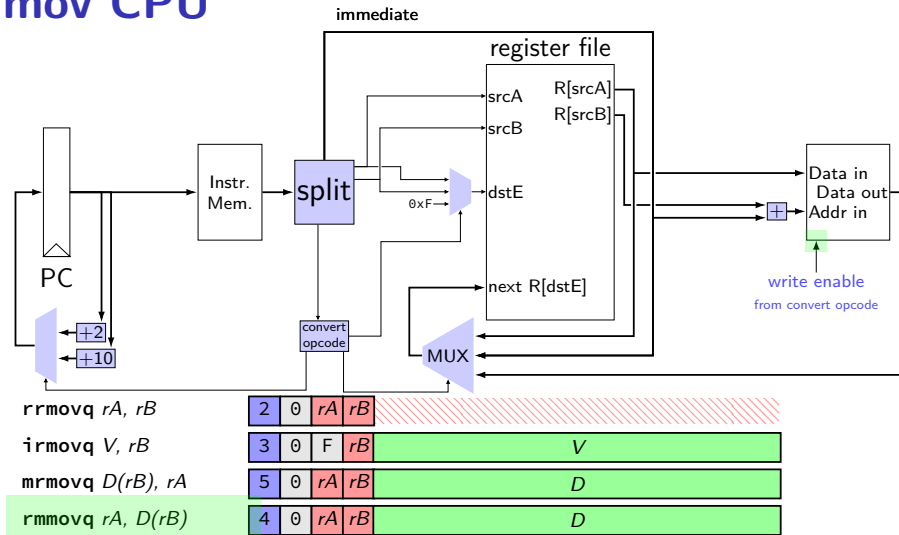 mov CPU
immediate
register file
srcA
R[srcA]
R[srcB]
srcB
Instr.
Mem.
split
Data in
Data out
Addr in
dstE
0xF
+
PC
write enable
from convert opcode
next R[dstE]
convert
opcode
+2
+10
MUX
rrmovq rA, rB 2 0 rA rB
irmovq V, rB 3 0 F rB V
mrmovq D(rB), rA 5 0 rA rB D
rmmovq rA, D(rB) 4 0 rA rB D